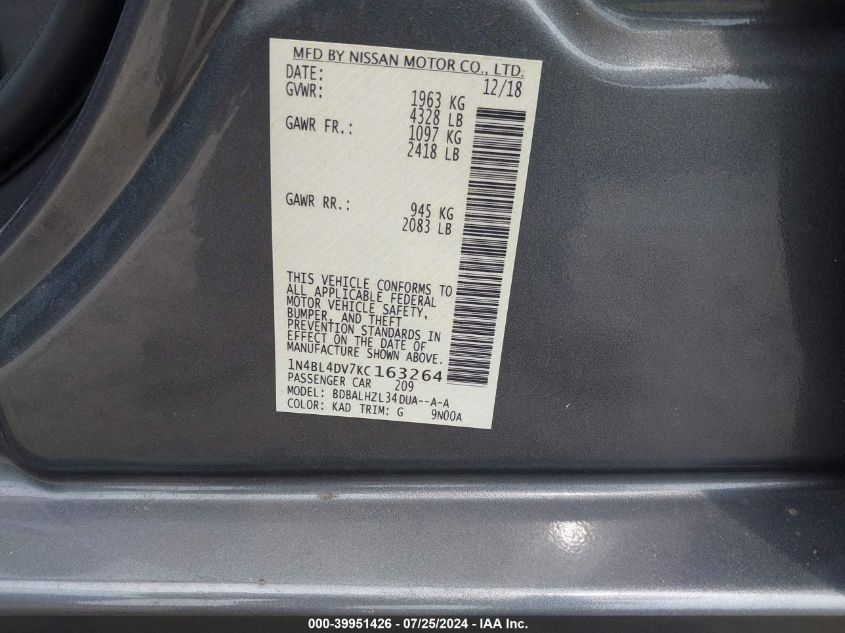 MFD BY NISSAN MOTOR CO., LTD.
DATE: 12/18
GVWR: 1963 KG
4328 LB
GAWR FR.: 1097 KG
2418 LB
GAWR RR.: 945 KG
2083 LB
THIS VEHICLE CONFORMS TO
ALL APPLICABLE FEDERAL
MOTOR VEHICLE SAFETY,
BUMPER, AND THEFT
PREVENTION STANDARDS IN
EFFECT ON THE DATE OF
MANUFACTURE SHOWN ABOVE.
1N4BL4DV7KC163264
PASSENGER CAR 209
MODEL: BDBALHZL34DUA--A-A
COLOR: KAD TRIM: G 9N00A
000-39951426 - 07/25/2024 - © IAA Inc.